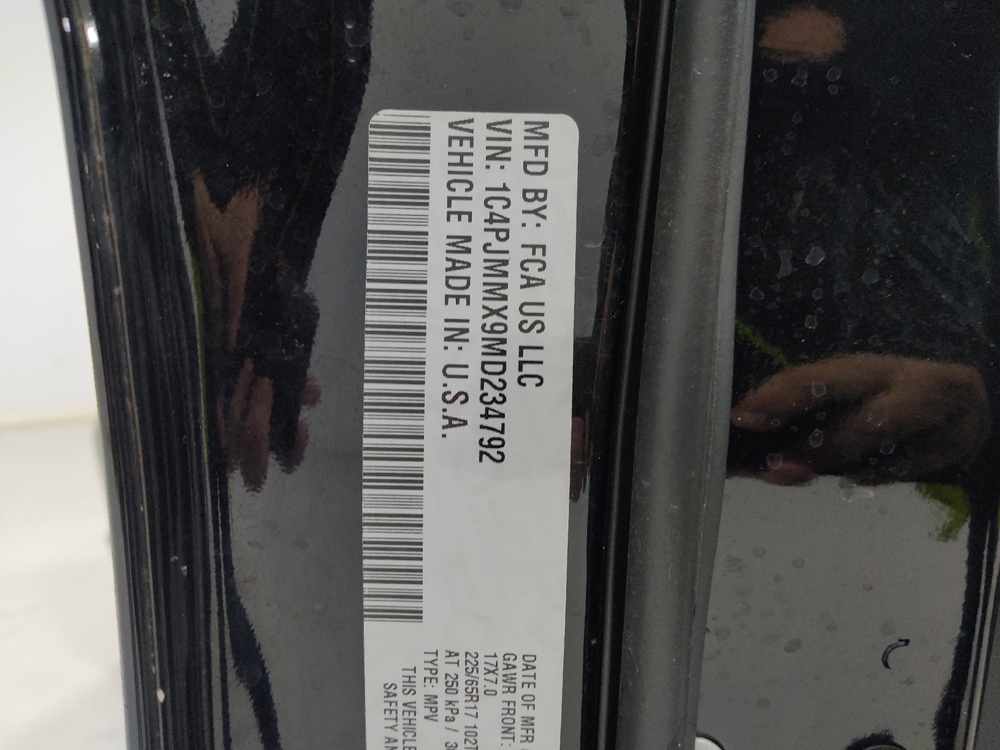 MFD BY: FCA US LLC
VIN: 1C4PJMMX9MD234792
VEHICLE MADE IN: U.S.A.
DATE OF MFR
GAWR FRONT:
17X7.0
225/65R17 102T
AT 250 kPa /
TYPE: MPV
THIS VEHICLE
SAFETY